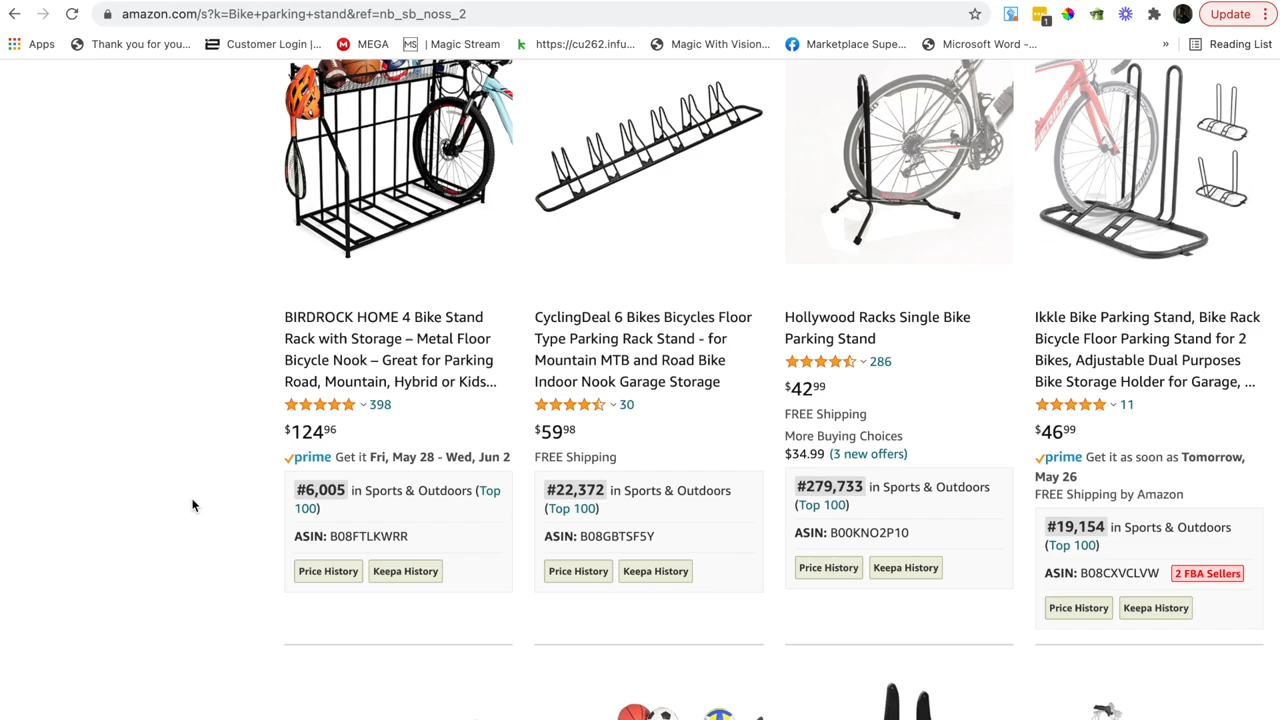 amazon.com/s?k=Bike+parking+stand&ref=nb_sb_noss_2
1
Update
Apps
Thank you for you...
Customer Login |...
MEGA
MS
| Magic Stream
https://cu262.infu...
Magic With Vision...
Marketplace Supe...
Microsoft Word -...
»
Reading List
BIRDROCK HOME 4 Bike Stand
Rack with Storage – Metal Floor
Bicycle Nook – Great for Parking
Road, Mountain, Hybrid or Kids...
398
$124 96
prime Get it Fri, May 28 - Wed, Jun 2
#6,005 in Sports & Outdoors (Top
100)
ASIN: B08FTLKWRR
Price History
Keepa History
CyclingDeal 6 Bikes Bicycles Floor
Type Parking Rack Stand - for
Mountain MTB and Road Bike
Indoor Nook Garage Storage
30
$59 98
FREE Shipping
#22,372 in Sports & Outdoors
(Top 100)
ASIN: B08GBTSF5Y
Price History
Keepa History
Hollywood Racks Single Bike
Parking Stand
286
$42 99
FREE Shipping
More Buying Choices
$34.99 (3 new offers)
#279,733 in Sports & Outdoors
(Top 100)
ASIN: B00KNO2P10
Price History
Keepa History
Ikkle Bike Parking Stand, Bike Rack
Bicycle Floor Parking Stand for 2
Bikes, Adjustable Dual Purposes
Bike Storage Holder for Garage, ...
11
$46 99
prime Get it as soon as Tomorrow,
May 26
FREE Shipping by Amazon
#19,154 in Sports & Outdoors
(Top 100)
ASIN: B08CXVCLVW 2 FBA Sellers
Price History
Keepa History